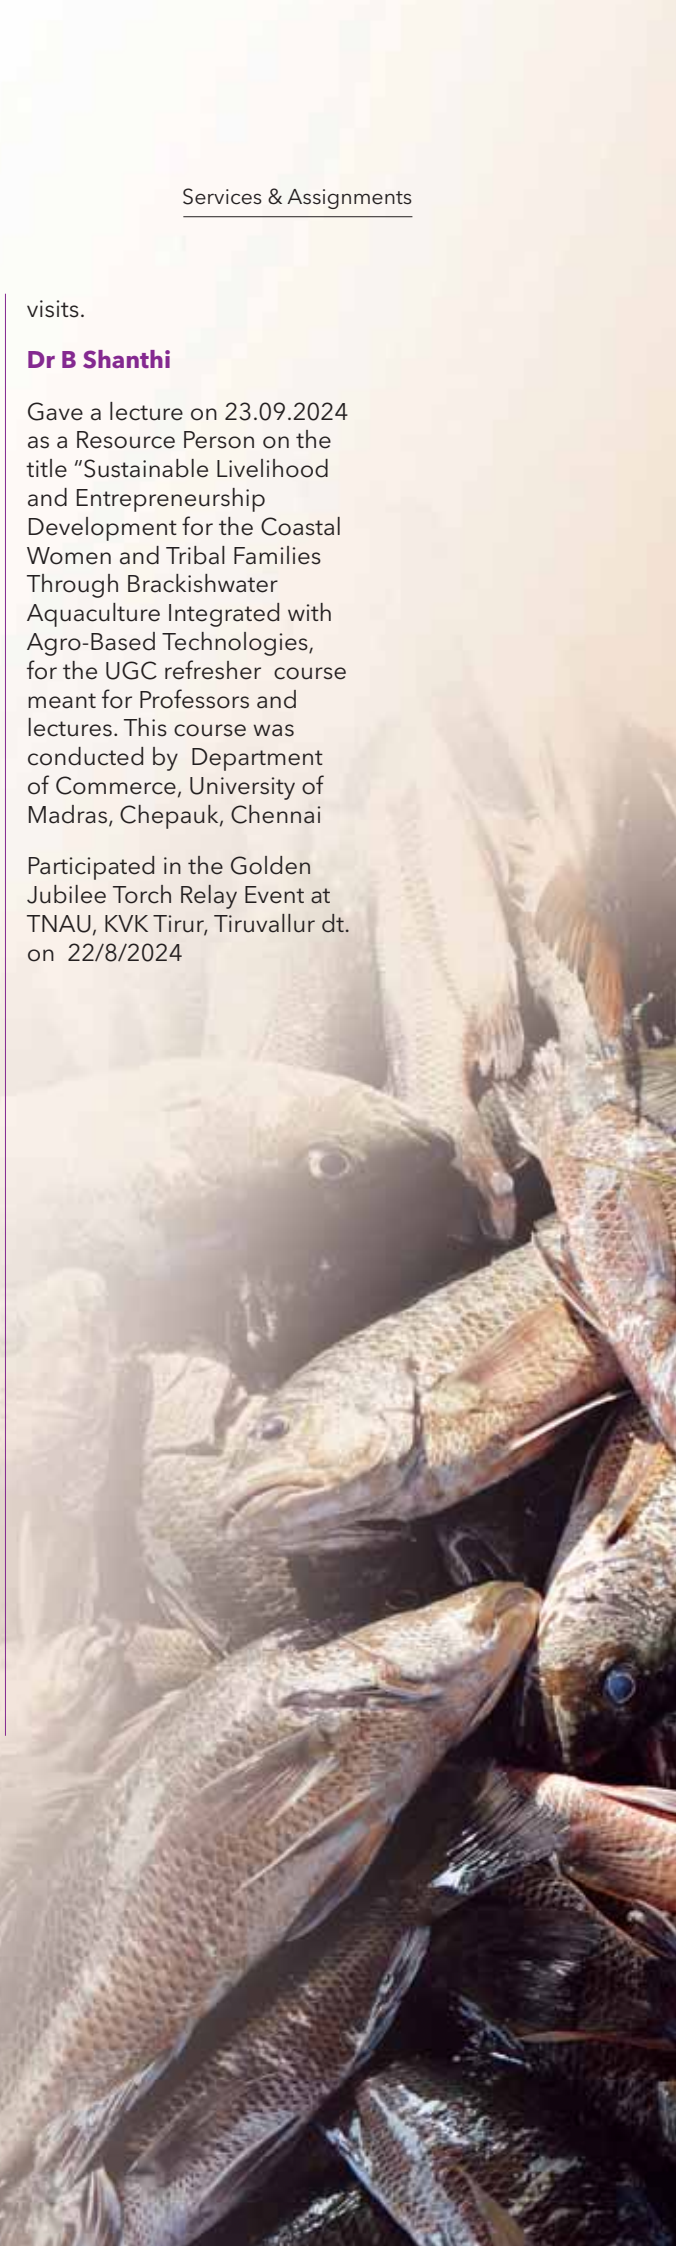 Services & Assignments
visits.
Dr B Shanthi
Gave a lecture on 23.09.2024
as a Resource Person on the
title “Sustainable Livelihood
and Entrepreneurship
Development for the Coastal
Women and Tribal Families
Through Brackishwater
Aquaculture Integrated with
Agro-Based Technologies,
for the UGC refresher  course
meant for Professors and
lectures. This course was
conducted by  Department
of Commerce, University of
Madras, Chepauk, Chennai
Participated in the Golden
Jubilee Torch Relay Event at
TNAU, KVK Tirur, Tiruvallur dt.
on  22/8/2024